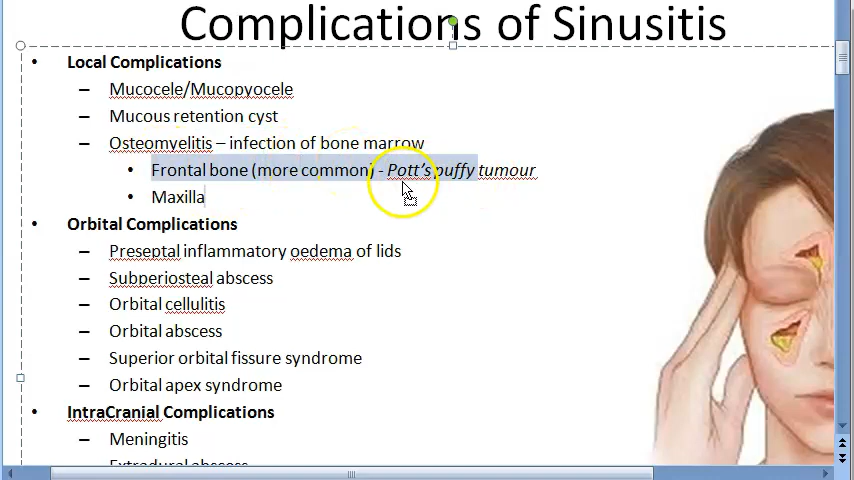 Complications of Sinusitis
• Local Complications
– Mucocele/Mucopyocele
– Mucous retention cyst
– Osteomyelitis – infection of bone marrow
• Frontal bone (more common) - Pott's puffy tumour
• Maxilla
• Orbital Complications
– Preseptal inflammatory oedema of lids
– Subperiosteal abscess
– Orbital cellulitis
– Orbital abscess
– Superior orbital fissure syndrome
– Orbital apex syndrome
• IntraCranial Complications
– Meningitis
– Extradural abscess